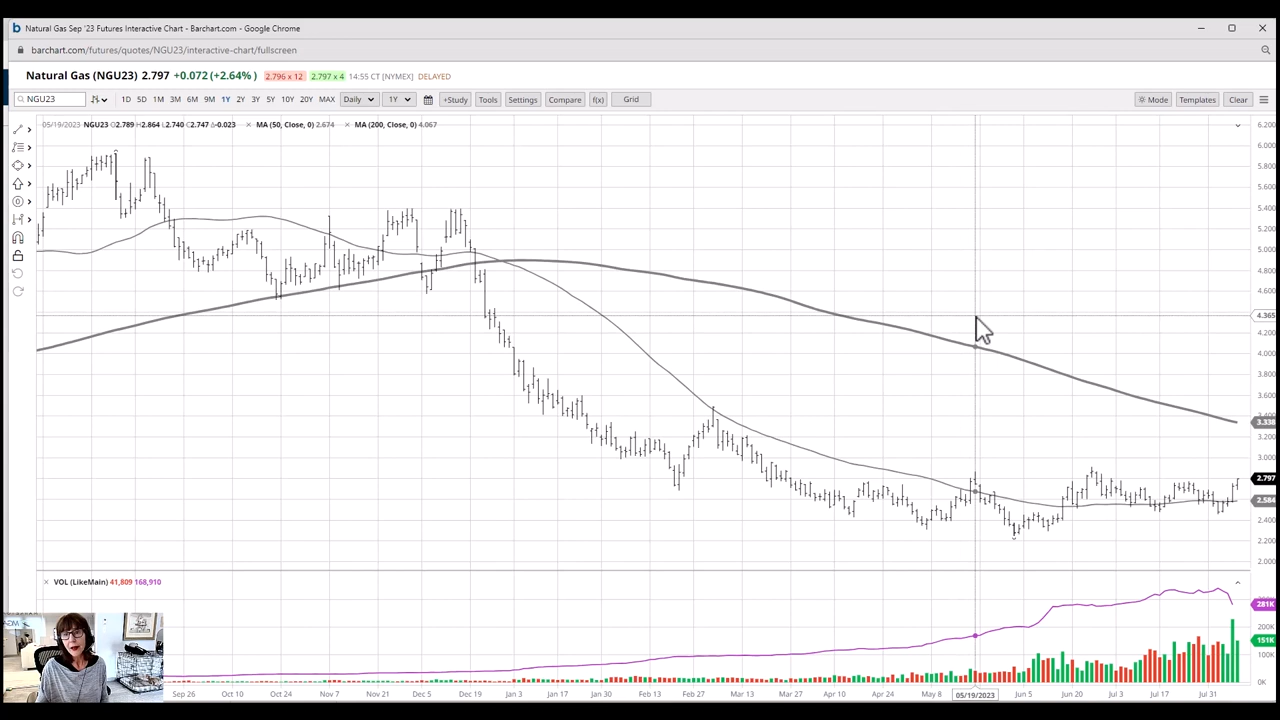 Natural Gas Sep '23 Futures Interactive Chart - Barchart.com - Google Chrome
barchart.com/futures/quotes/NGU23/interactive-chart/fullscreen
Natural Gas (NGU23) 2.797 +0.072 (+2.64%) 2.796 x 12 2.797 x 4 14:55 CT [NYMEX] DELAYED
NGU23 1D 5D 1M 3M 6M 9M 1Y 2Y 3Y 5Y 10Y 20Y MAX Daily 1Y +Study Tools Settings Compare f(x) Grid Mode Templates Clear
05/19/2023 NGU23 O2.789 H2.864 L2.740 C2.747 Δ-0.023 MA (50, Close, 0) 2.674 MA (200, Close, 0) 4.067
6.200
6.000
5.800
5.600
5.400
5.200
5.000
4.800
4.600
4.365
4.200
4.000
3.800
3.600
3.400
3.338
3.200
3.000
2.797
2.584
2.400
2.200
2.000
VOL (LikeMain) 41,809 168,910
281K
200K
151K
100K
0K
Sep 26 Oct 10 Oct 24 Nov 7 Nov 21 Dec 5 Dec 19 Jan 3 Jan 17 Jan 30 Feb 13 Feb 27 Mar 13 Mar 27 Apr 10 Apr 24 May 8 05/19/2023 Jun 5 Jun 20 Jul 3 Jul 17 Jul 31